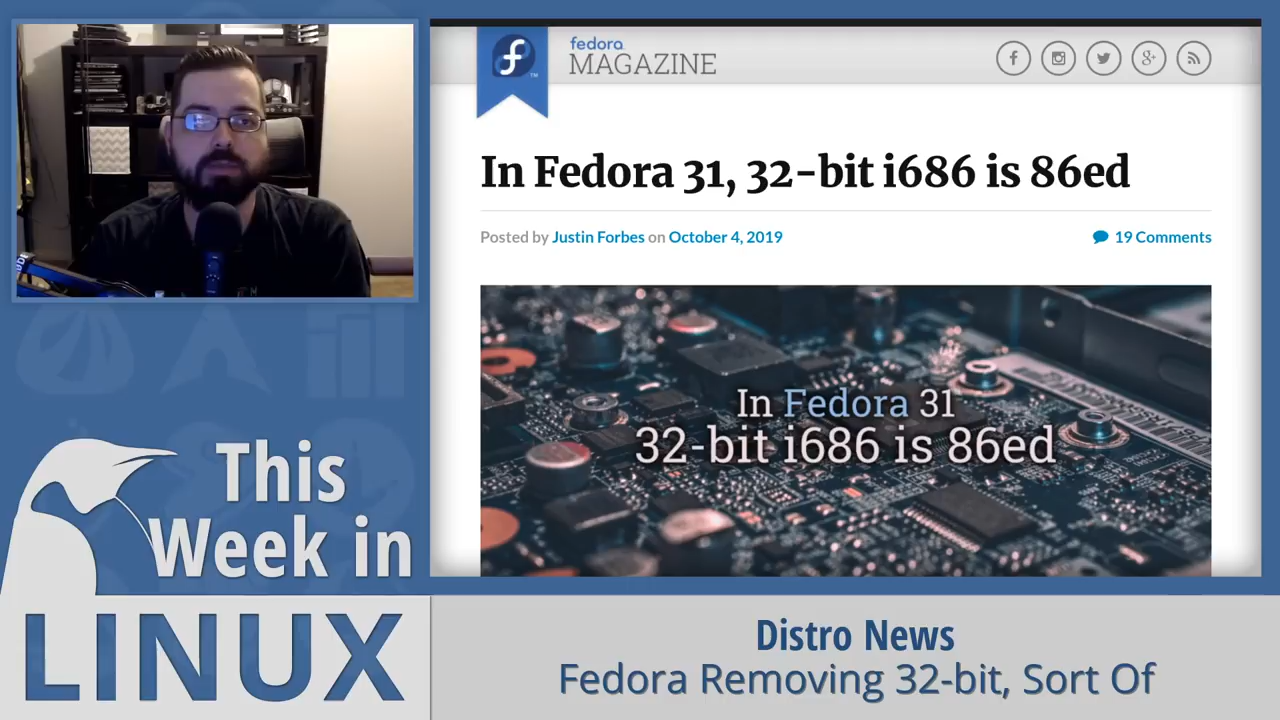 fedora
MAGAZINE
In Fedora 31, 32-bit i686 is 86ed
Posted by Justin Forbes on October 4, 2019
19 Comments
In Fedora 31
32-bit i686 is 86ed
This
Week in
LINUX
Distro News
Fedora Removing 32-bit, Sort Of